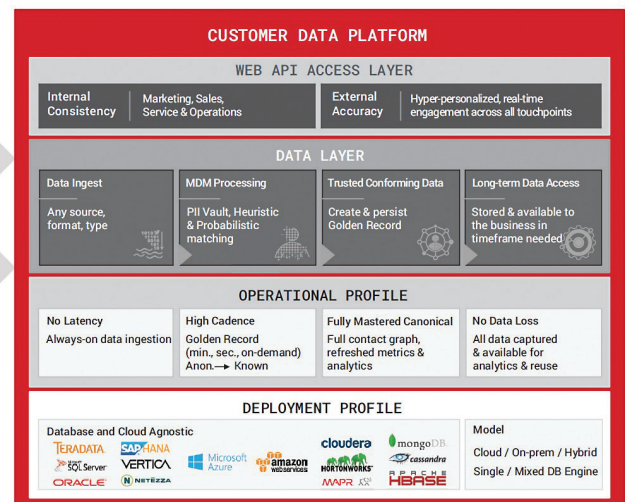 CUSTOMER DATA PLATFORM
WEB API ACCESS LAYER
Internal
Consistency
Marketing, Sales,
Service & Operations
External
Accuracy
Hyper-personalized, real-time
engagement across all touchpoints
DATA LAYER
Data Ingest
Any source,
format, type
MDM Processing
PII Vault, Heuristic
& Probabilistic
matching
Trusted Conforming Data
Create & persist
Golden Record
Long-term Data Access
Stored & available to
the business in
timeframe needed
OPERATIONAL PROFILE
No Latency
Always-on data ingestion
High Cadence
Golden Record
(min., sec., on-demand)
Anon.→ Known
Fully Mastered Canonical
Full contact graph,
refreshed metrics &
analytics
No Data Loss
All data captured
& available for
analytics & reuse
DEPLOYMENT PROFILE
Database and Cloud Agnostic
TERADATA
SAP HANA
SQL Server
VERTICA
ORACLE
NETEZZA
Microsoft
Azure
amazon
webservices
cloudera
HORTONWORKS
MAPR
mongoDB
cassandra
APACHE
HBASE
Model
Cloud / On-prem / Hybrid
Single / Mixed DB Engine